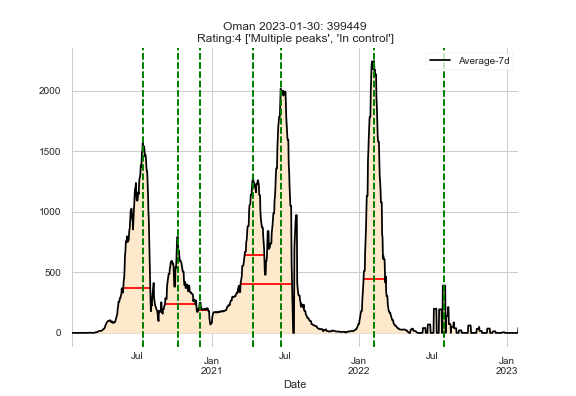 Oman 2023-01-30: 399449
Rating:4 ['Multiple peaks', 'In control']
Average-7d
2000
1500
1000
500
0
Jul
Jan
2021
Jul
Jan
2022
Jul
Jan
2023
Date